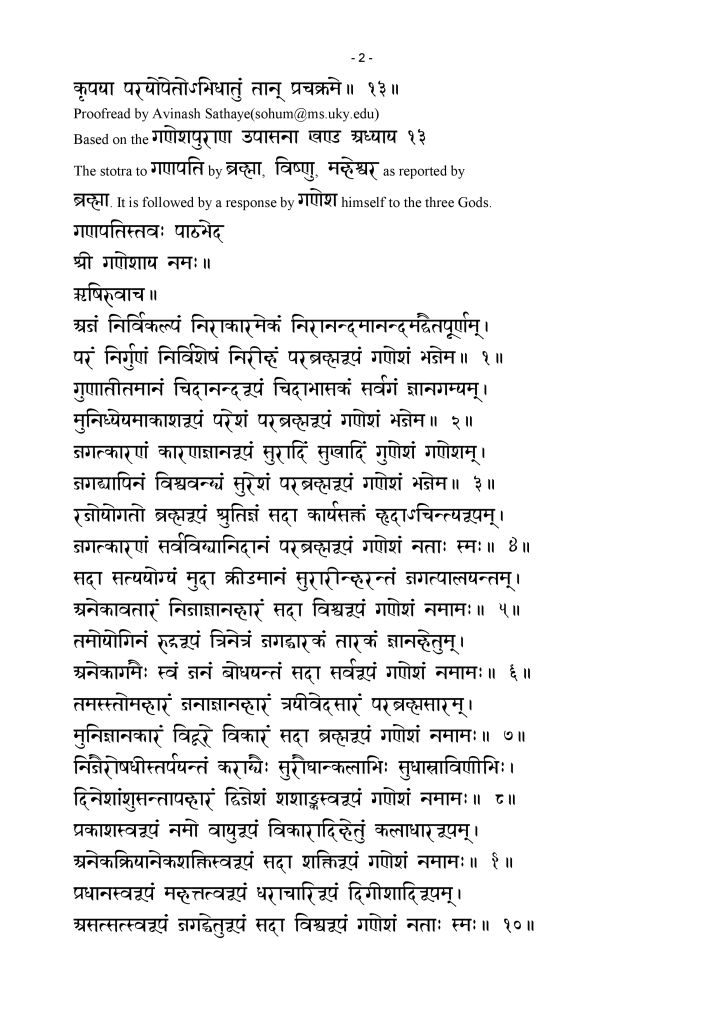 - 2 -
कृपया परयोपेतोऽभिधातुं तान् प्रचक्रमे॥ १३॥
Proofread by Avinash Sathaye(sohum@ms.uky.edu)
Based on the गणेशपुराण उपासना खण्ड अध्याय १३
The stotra to गणपति by ब्रह्मा, विष्णु, महेश्वर as reported by
ब्रह्मा. It is followed by a response by गणेश himself to the three Gods.
गणपतिस्तवः पाठभेद
श्री गणेशाय नमः॥
ऋषिरुवाच॥
अजं निर्विकल्पं निराकारमेकं निरानन्दमानन्दमद्वैतपूर्णम्।
परं निर्गुणं निर्विशेषं निरीहं परब्रह्मरूपं गणेशं भजेम॥ १॥
गुणातीतमानं चिदानन्दरूपं चिदाभासकं सर्वगं ज्ञानगम्यम्।
मुनिध्येयमाकाशरूपं परेशं परब्रह्मरूपं गणेशं भजेम॥ २॥
जगत्कारणं कारणज्ञानरूपं सुरादिं सुखादिं गुणेशं गणेशम्।
जगद्यापिनं विश्ववन्द्यं सुरेशं परब्रह्मरूपं गणेशं भजेम॥ ३॥
रजोयोगतो ब्रह्मरूपं श्रुतिज्ञं सदा कार्यसक्तं हृदाऽचिन्त्यरूपम्।
जगत्कारणं सर्वविद्यानिदानं परब्रह्मरूपं गणेशं नताः स्मः॥ ४॥
सदा सत्ययोग्यं मुदा क्रीडमानं सुरारीन्हरन्तं जगत्पालयन्तम्।
अनेकावतारं निजाज्ञानहारं सदा विश्वरूपं गणेशं नमामः॥ ५॥
तमोयोगिनं रुद्ररूपं त्रिनेत्रं जगद्धारकं तारकं ज्ञानहेतुम्।
अनेकागमैः स्वं जनं बोधयन्तं सदा सर्वरूपं गणेशं नमामः॥ ६॥
तमस्तोमहारं जनाज्ञानहारं त्रयीवेदसारं परब्रह्मसारम्।
मुनिज्ञानकारं विदूरे विकारं सदा ब्रह्मरूपं गणेशं नमामः॥ ७॥
निजैरोषधीस्तर्पयन्तं कराद्यैः सुरौघान्कलाभिः सुधास्राविणीभिः।
दिनेशांशुसन्तापहारं द्विजेशं शशाङ्कस्वरूपं गणेशं नमामः॥ ८॥
प्रकाशस्वरूपं नमो वायुरूपं विकारादिहेतुं कलाधाररूपम्।
अनेकक्रियानेकशक्तिस्वरूपं सदा शक्तिरूपं गणेशं नमामः॥ ९॥
प्रधानस्वरूपं महत्तत्वरूपं धराचारिरूपं दिगीशादिरूपम्।
असत्सत्स्वरूपं जगद्धेतुरूपं सदा विश्वरूपं गणेशं नताः स्मः॥ १०॥